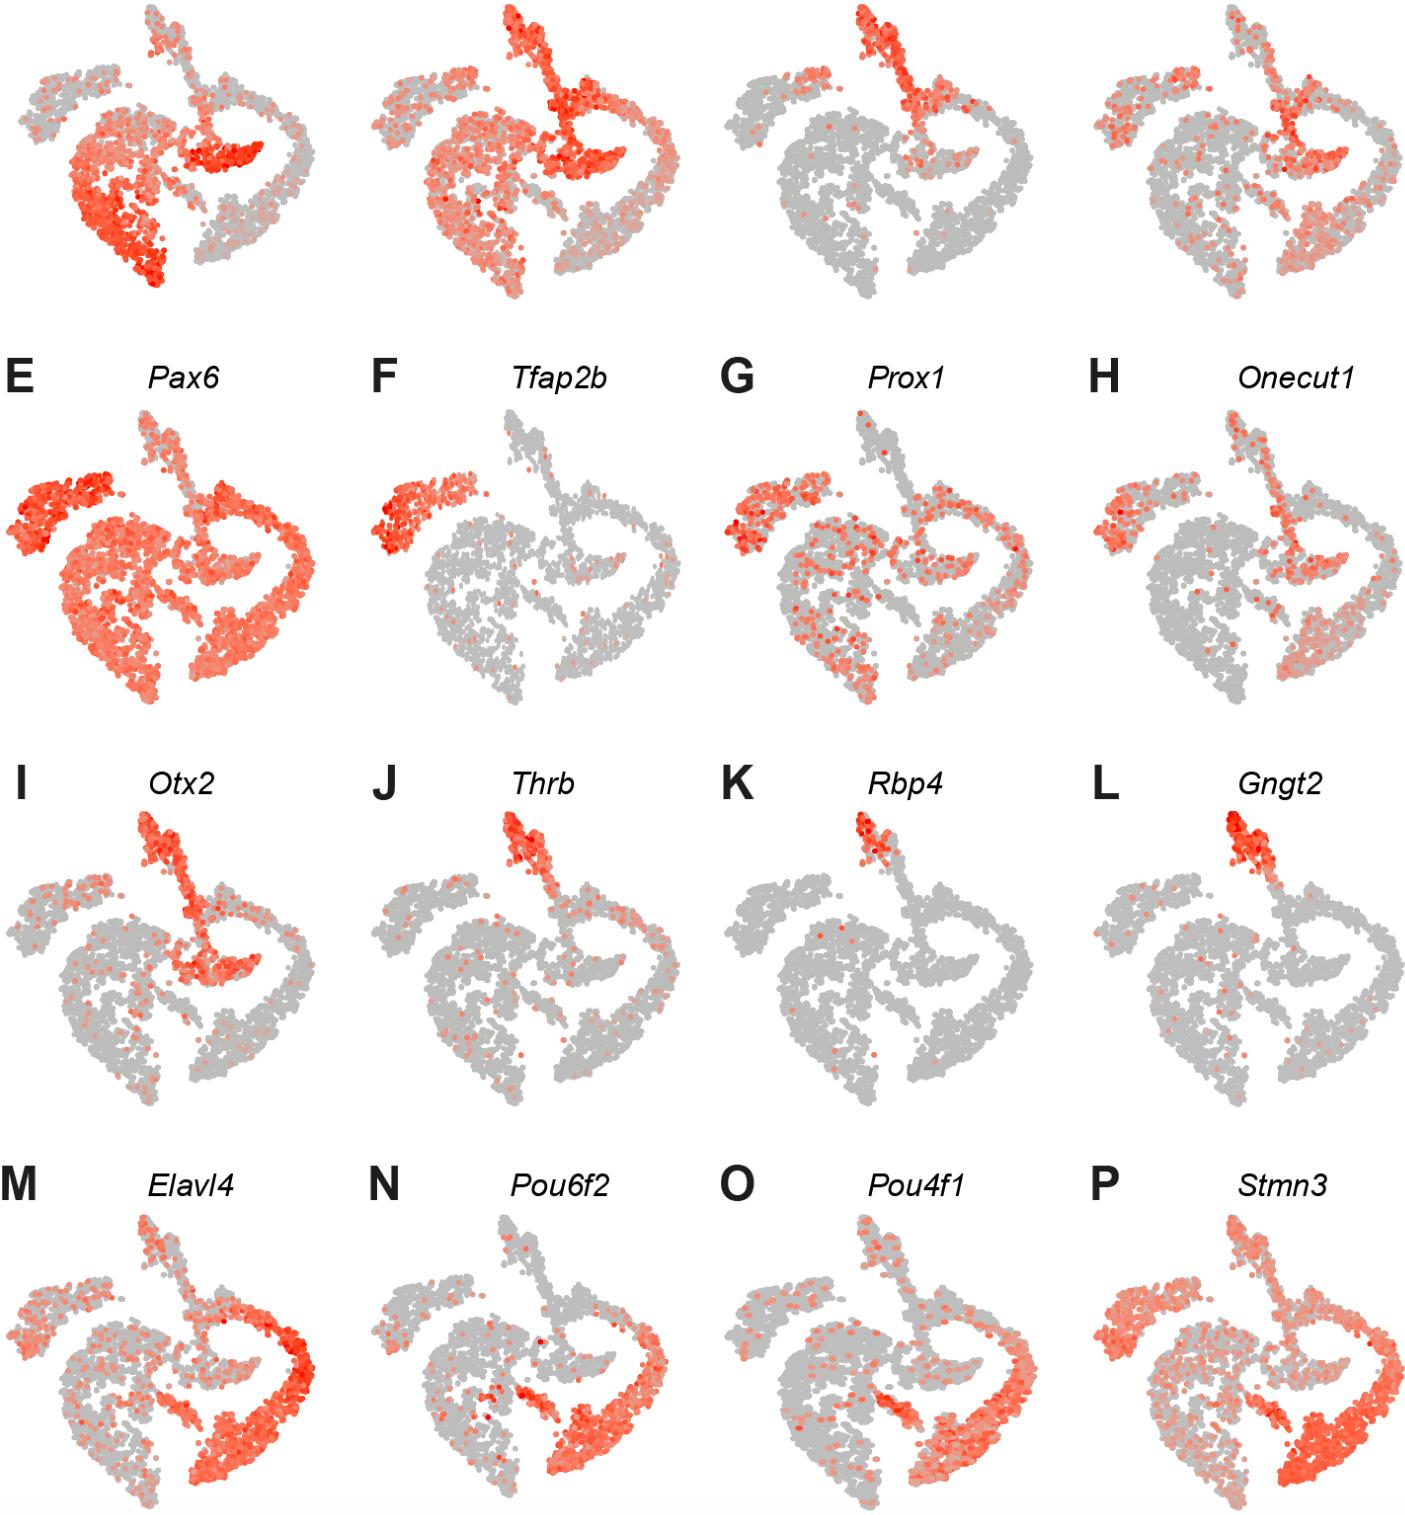 E Pax6 F Tfap2b G Prox1 H Onecut1
I Otx2 J Thrb K Rbp4 L Gngt2
M Elavl4 N Pou6f2 O Pou4f1 P Stmn3